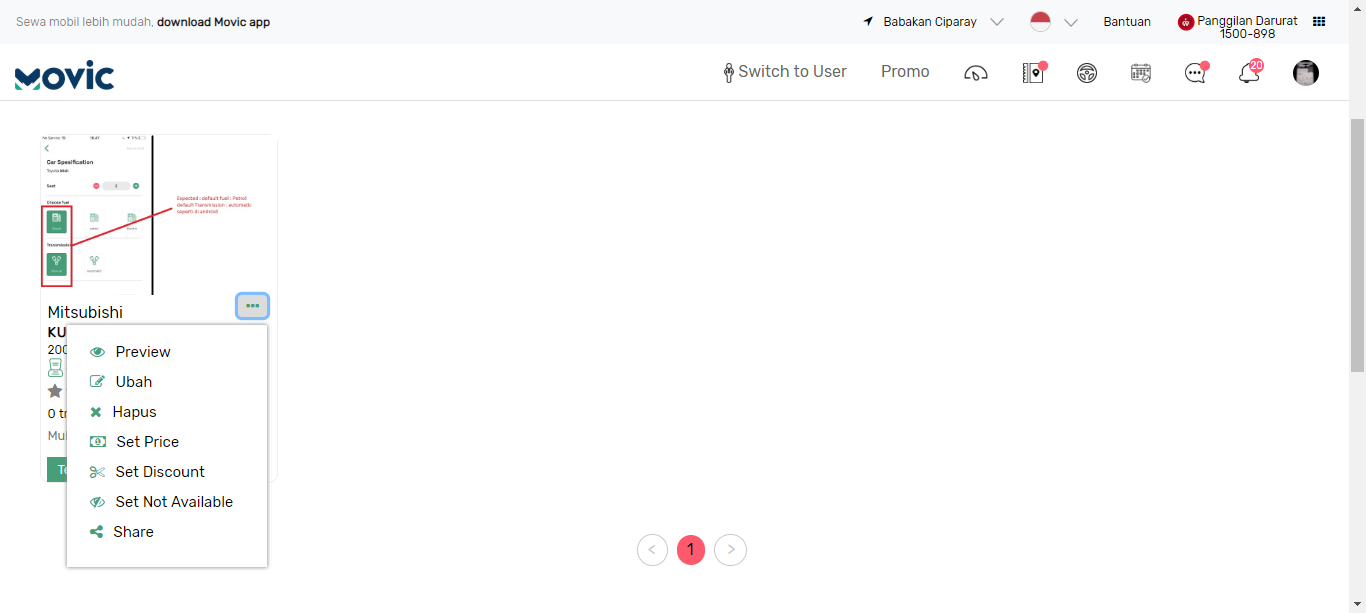 Sewa mobil lebih mudah, download Movic app
Babakan Ciparay
Bantuan
Panggilan Darurat
1500-898
MOVIC
Switch to User
Promo
20
Car Spesification
Seat
Choose fuel
Expected : default fuel : Petrol
default Transmission : automatic
seperti di android
Transmission
Mitsubishi
KU
200
Preview
Ubah
Hapus
0 tr
Set Price
Mul
Set Discount
Te
Set Not Available
Share
< 1 >